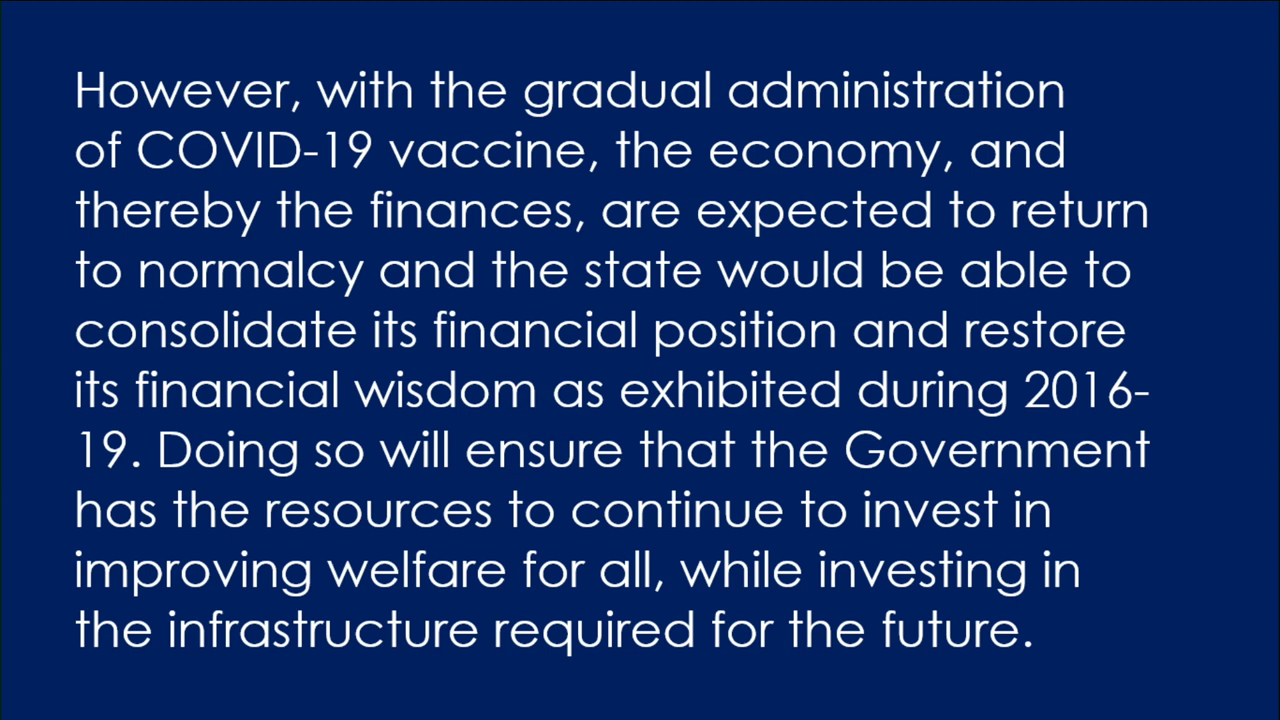 However, with the gradual administration
of COVID-19 vaccine, the economy, and
thereby the finances, are expected to return
to normalcy and the state would be able to
consolidate its financial position and restore
its financial wisdom as exhibited during 2016-
19. Doing so will ensure that the Government
has the resources to continue to invest in
improving welfare for all, while investing in
the infrastructure required for the future.